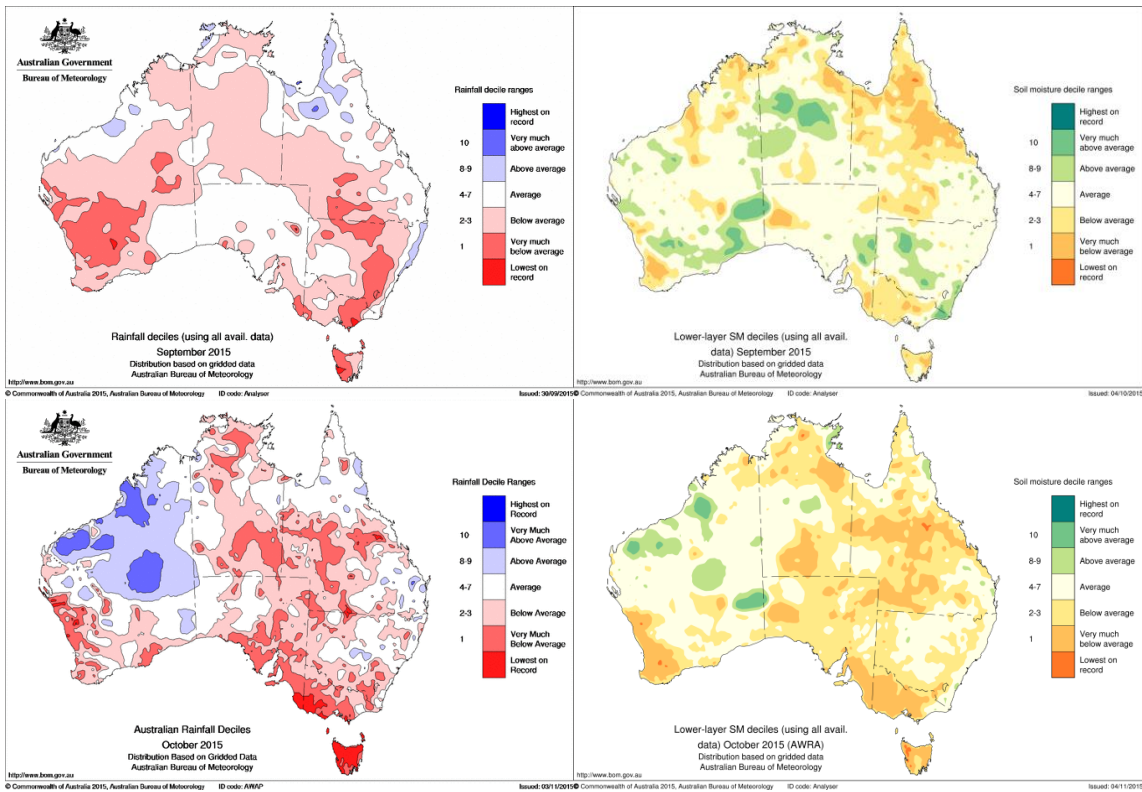 Australian Government
Bureau of Meteorology
Rainfall decile ranges
Highest on
record
10
Very much
above average
8-9
Above average
4-7
Average
2-3
Below average
1
Very much
below average
Lowest on
record
Rainfall deciles (using all avail. data)
September 2015
Distribution based on gridded data
Australian Bureau of Meteorology
http://www.bom.gov.au
© Commonwealth of Australia 2015, Australian Bureau of Meteorology
ID code: Analyser
Issued: 30/09/2015
Soil moisture decile ranges
Highest on
record
10
Very much
above average
8-9
Above average
4-7
Average
2-3
Below average
1
Very much
below average
Lowest on
record
Lower-layer SM deciles (using all avail.
data) September 2015
Distribution based on gridded data
Australian Bureau of Meteorology
http://www.bom.gov.au
© Commonwealth of Australia 2015, Australian Bureau of Meteorology
ID code: Analyser
Issued: 04/10/2015
Australian Government
Bureau of Meteorology
Rainfall Decile Ranges
Highest on
Record
10
Very Much
Above Average
8-9
Above Average
4-7
Average
2-3
Below Average
1
Very Much
Below Average
Lowest on
Record
Australian Rainfall Deciles
October 2015
Distribution Based on Gridded Data
Australian Bureau of Meteorology
http://www.bom.gov.au
© Commonwealth of Australia 2015, Australian Bureau of Meteorology
ID code: AWAP
Issued: 03/11/2015
Soil moisture decile ranges
Highest on
record
10
Very much
above average
8-9
Above average
4-7
Average
2-3
Below average
1
Very much
below average
Lowest on
record
Lower-layer SM deciles (using all avail.
data) October 2015 (AWRA)
Distribution based on gridded data
Australian Bureau of Meteorology
http://www.bom.gov.au
© Commonwealth of Australia 2015, Australian Bureau of Meteorology
ID code: Analyser
Issued: 04/11/2015